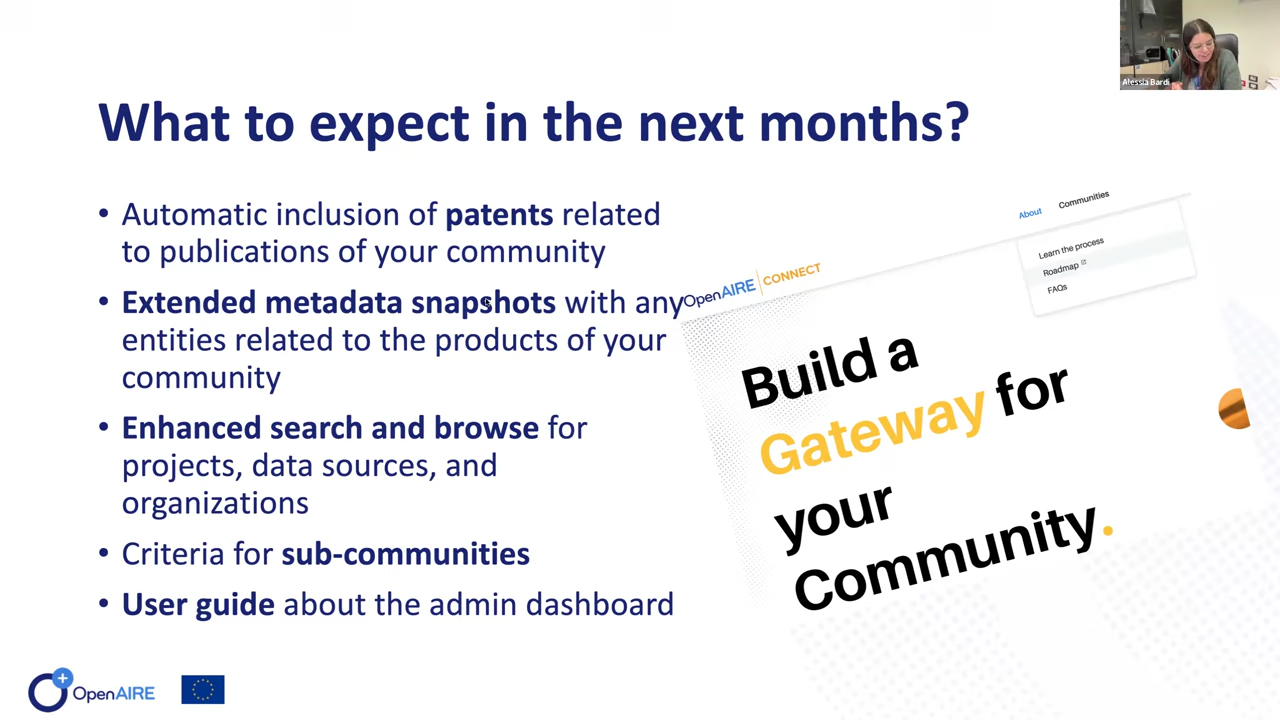 Alessia Bardi
What to expect in the next months?
• Automatic inclusion of patents related
to publications of your community
• Extended metadata snapshots with any
entities related to the products of your
community
• Enhanced search and browse for
projects, data sources, and
organizations
• Criteria for sub-communities
• User guide about the admin dashboard
About Communities
Learn the process
Roadmap
FAQs
OpenAIRE | CONNECT
Build a
Gateway for
your
Community.
OpenAIRE